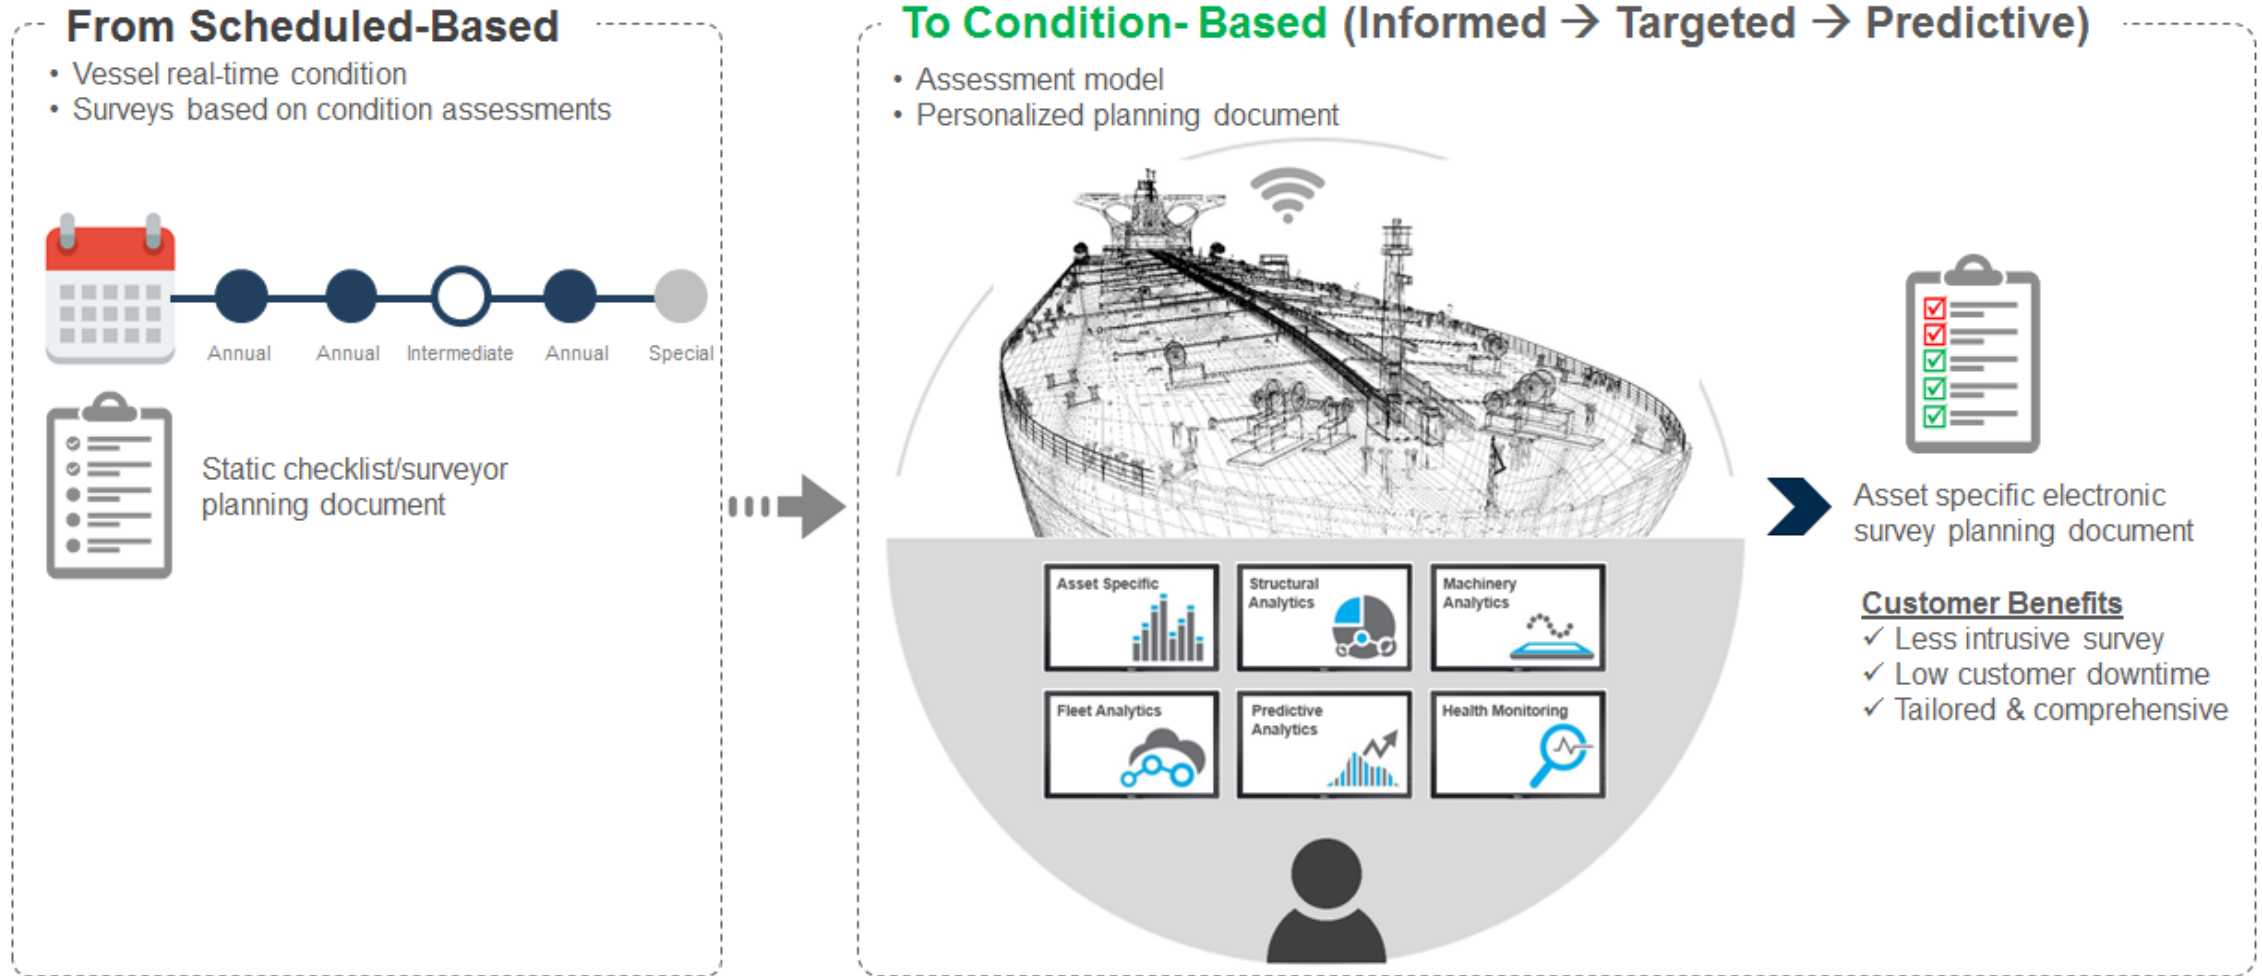 From Scheduled-Based
• Vessel real-time condition
• Surveys based on condition assessments
Annual
Annual
Intermediate
Annual
Special
Static checklist/surveyor
planning document
To Condition- Based (Informed → Targeted → Predictive)
• Assessment model
• Personalized planning document
Asset Specific
Structural
Analytics
Machinery
Analytics
Fleet Analytics
Predictive
Analytics
Health Monitoring
Asset specific electronic
survey planning document
Customer Benefits
✓ Less intrusive survey
✓ Low customer downtime
✓ Tailored & comprehensive